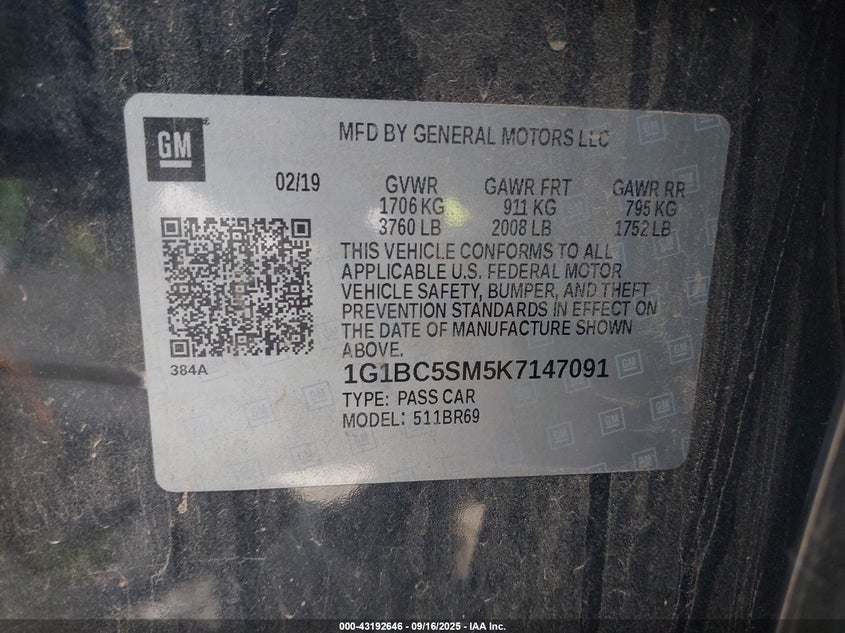 GM
MFD BY GENERAL MOTORS LLC
02/19 GVWR GAWR FRT GAWR RR
1706 KG 911 KG 795 KG
3760 LB 2008 LB 1752 LB
THIS VEHICLE CONFORMS TO ALL
APPLICABLE U.S. FEDERAL MOTOR
VEHICLE SAFETY, BUMPER, AND THEFT
PREVENTION STANDARDS IN EFFECT ON
THE DATE OF MANUFACTURE SHOWN
ABOVE.
384A
1G1BC5SM5K7147091
TYPE: PASS CAR
MODEL: 511BR69
000-43192646 - 09/16/2025 - IAA Inc.